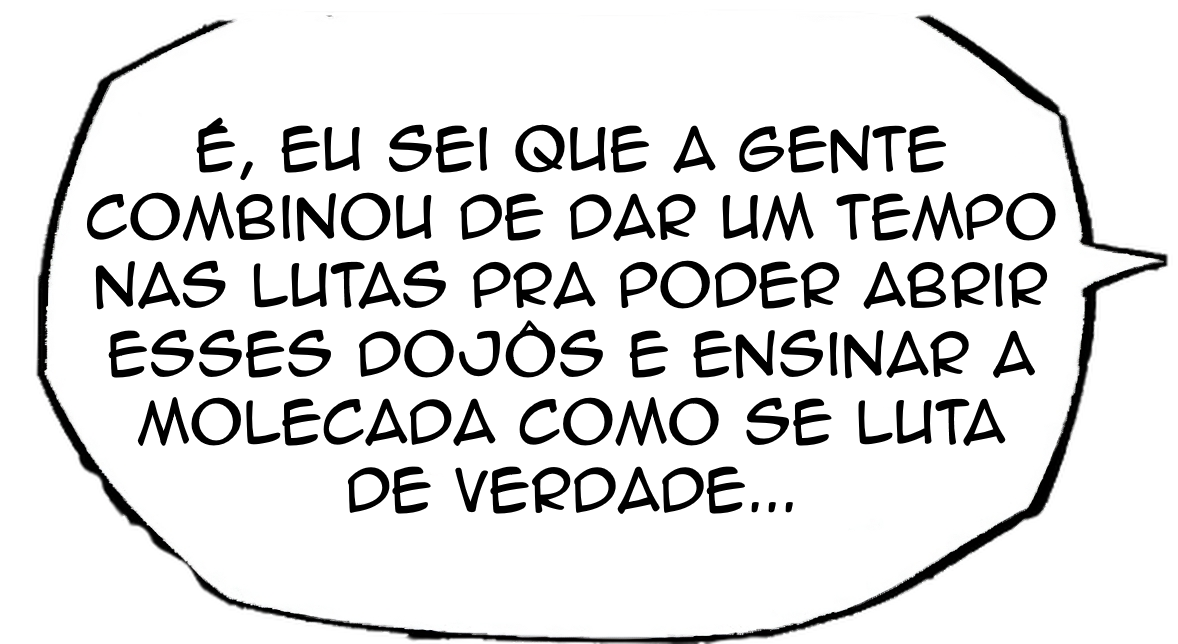 É, EU SEI QUE A GENTE
COMBINOU DE DAR UM TEMPO
NAS LUTAS PRA PODER ABRIR
ESSES DOJÔS E ENSINAR A
MOLECADA COMO SE LUTA
DE VERDADE...